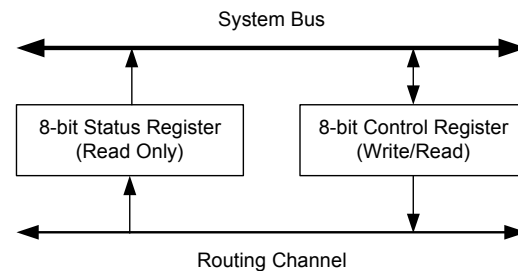 System Bus
8-bit Status Register
(Read Only)
8-bit Control Register
(Write/Read)
Routing Channel